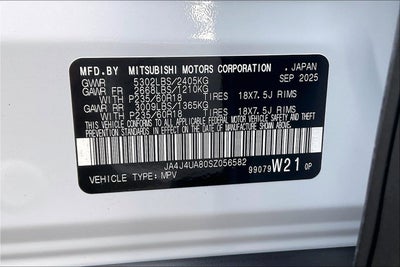 MFD.BY MITSUBISHI MOTORS CORPORATION , JAPAN
GVWR 5302LBS/2405KG SEP 2025
GAWR FR 2668LBS/1210KG
WITH P235/60R18 TIRES 18X7.5J RIMS
GAWR RR 3009LBS/1365KG
WITH P235/60R18 TIRES 18X7.5J RIMS
THIS VEHICLE CONFORMS TO ALL APPLICABLE
FEDERAL MOTOR VEHICLE SAFETY AND THEFT
PREVENTION STANDARDS IN EFFECT ON THE DATE
OF MANUFACTURE SHOWN ABOVE.
JA4J4UA80SZ056582
VEHICLE TYPE: MPV 99079 W21 0P